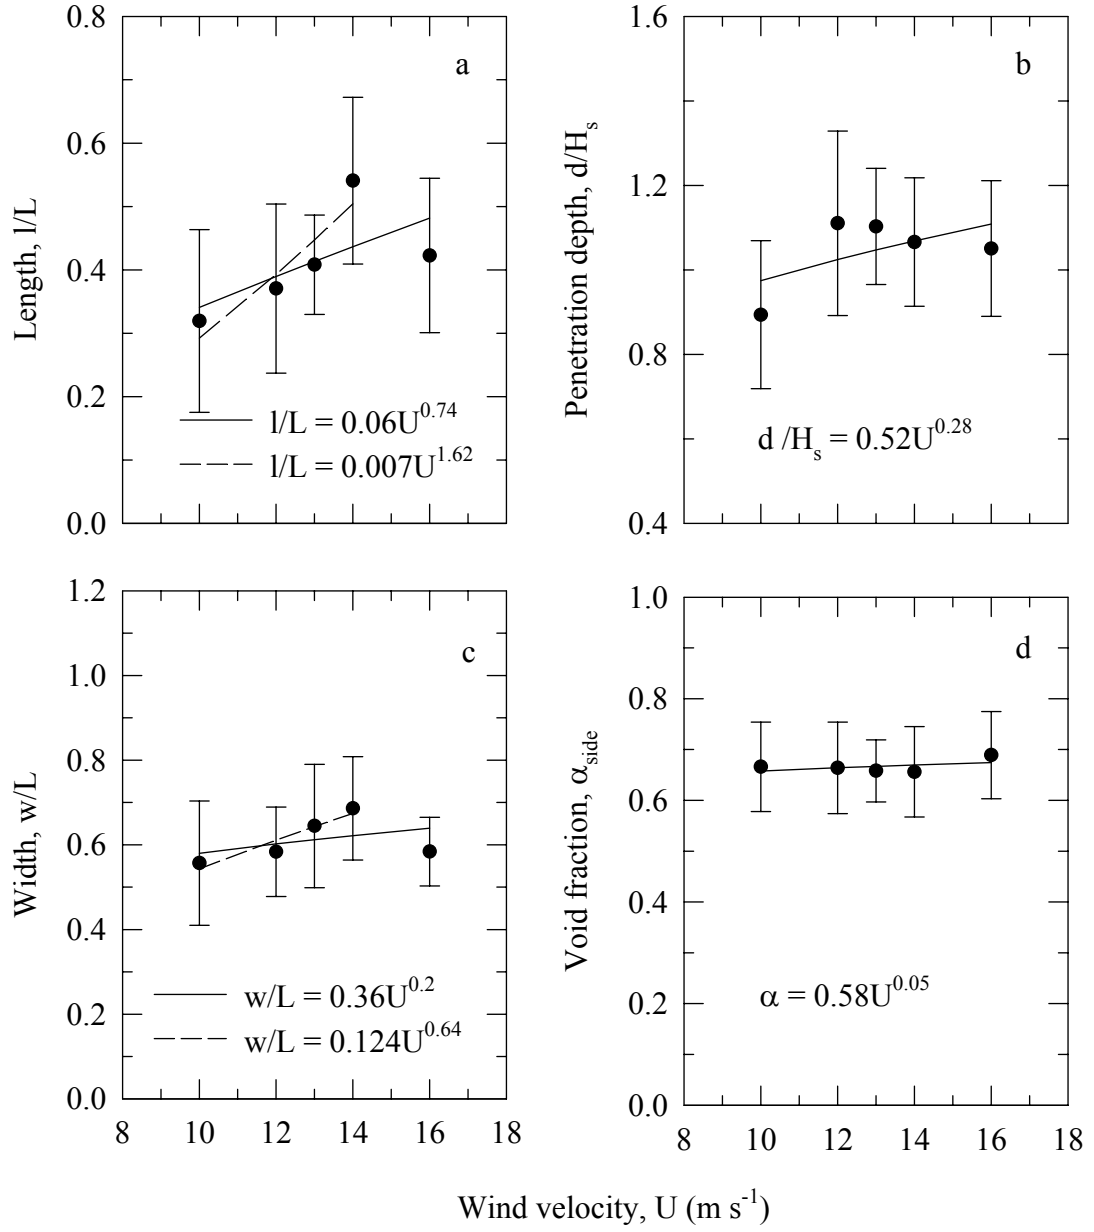 a
Length, l/L
0.8
0.6
0.4
0.2
0.0
l/L = 0.06U^0.74
l/L = 0.007U^1.62
b
Penetration depth, d/H_s
1.6
1.2
0.8
0.4
d /H_s = 0.52U^0.28
c
Width, w/L
1.2
1.0
0.8
0.6
0.4
0.2
0.0
w/L = 0.36U^0.2
w/L = 0.124U^0.64
8 10 12 14 16 18
d
Void fraction, α_side
1.0
0.8
0.6
0.4
0.2
0.0
α = 0.58U^0.05
8 10 12 14 16 18
Wind velocity, U (m s^-1)